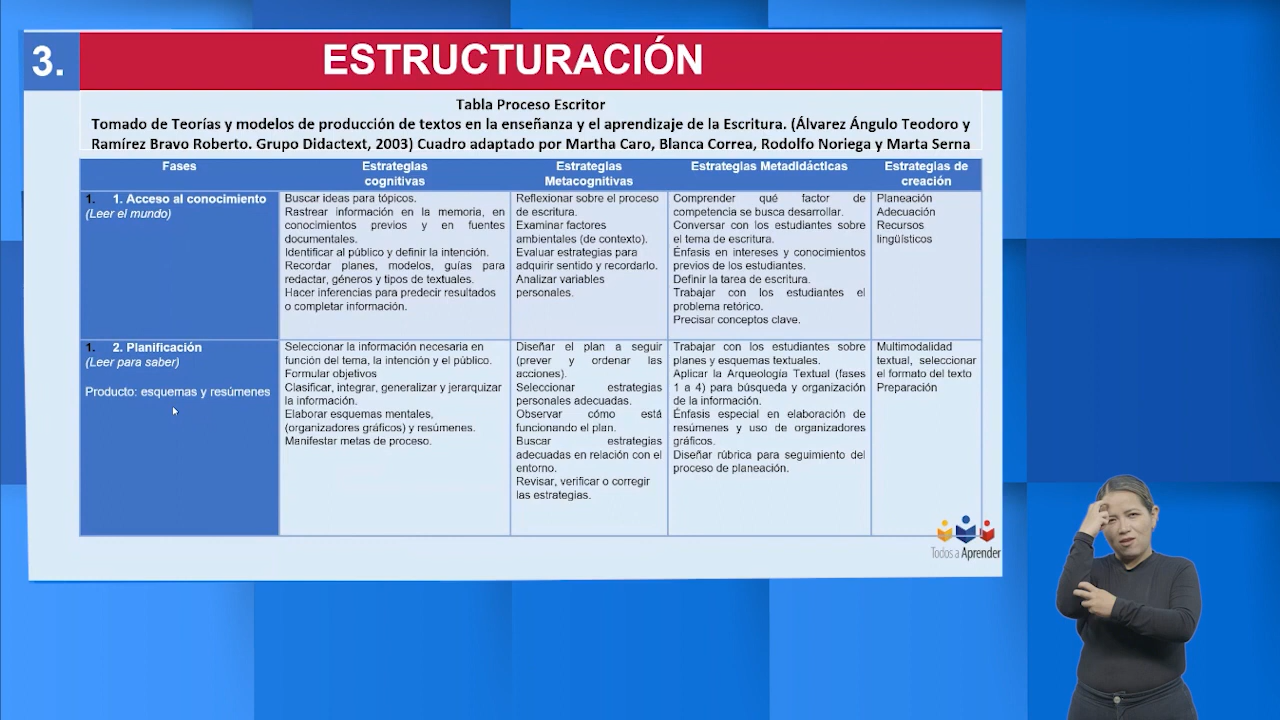 3.
ESTRUCTURACIÓN
Tabla Proceso Escritor
Tomado de Teorías y modelos de producción de textos en la enseñanza y el aprendizaje de la Escritura. (Álvarez Ángulo Teodoro y
Ramírez Bravo Roberto. Grupo Didactext, 2003) Cuadro adaptado por Martha Caro, Blanca Correa, Rodolfo Noriega y Marta Serna
Fases
Estrategias
cognitivas
Estrategias
Metacognitivas
Estrategias Metadidácticas
Estrategias de
creación
1. 1. Acceso al conocimiento
(Leer el mundo)
Buscar ideas para tópicos.
Rastrear información en la memoria, en
conocimientos previos y en fuentes
documentales.
Identificar al público y definir la intención.
Recordar planes, modelos, guías para
redactar, géneros y tipos de textuales.
Hacer inferencias para predecir resultados
o completar información.
Reflexionar sobre el proceso
de escritura.
Examinar factores
ambientales (de contexto).
Evaluar estrategias para
adquirir sentido y recordarlo.
Analizar variables
personales.
Comprender qué factor de
competencia se busca desarrollar.
Conversar con los estudiantes sobre
el tema de escritura.
Énfasis en intereses y conocimientos
previos de los estudiantes.
Definir la tarea de escritura.
Trabajar con los estudiantes el
problema retórico.
Precisar conceptos clave.
Planeación
Adecuación
Recursos
lingüísticos
1. 2. Planificación
(Leer para saber)
Producto: esquemas y resúmenes
Seleccionar la información necesaria en
función del tema, la intención y el público.
Formular objetivos
Clasificar, integrar, generalizar y jerarquizar
la información.
Elaborar esquemas mentales,
(organizadores gráficos) y resúmenes.
Manifestar metas de proceso.
Diseñar el plan a seguir
(prever y ordenar las
acciones).
Seleccionar estrategias
personales adecuadas.
Observar cómo está
funcionando el plan.
Buscar estrategias
adecuadas en relación con el
entorno.
Revisar, verificar o corregir
las estrategias.
Trabajar con los estudiantes sobre
planes y esquemas textuales.
Aplicar la Arqueología Textual (fases
1 a 4) para búsqueda y organización
de la información.
Énfasis especial en elaboración de
resúmenes y uso de organizadores
gráficos.
Diseñar rúbrica para seguimiento del
proceso de planeación.
Multimodalidad
textual, seleccionar
el formato del texto
Preparación
Todos a Aprender